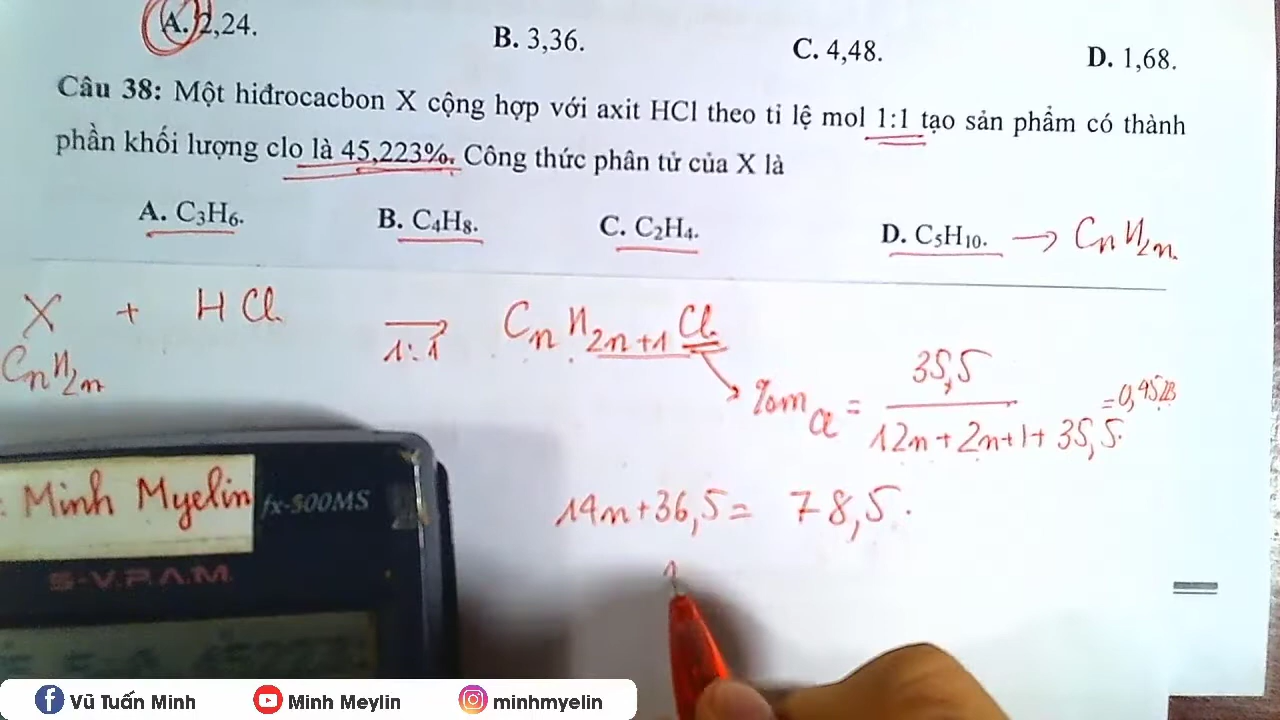 A. 2,24. B. 3,36. C. 4,48. D. 1,68.
Câu 38: Một hiđrocacbon X cộng hợp với axit HCl theo tỉ lệ mol 1:1 tạo sản phẩm có thành
phần khối lượng clo là 45,223%. Công thức phân tử của X là
A. C₃H₆. B. C₄H₈. C. C₂H₄. D. C₅H₁₀. → CnH2n.
X + HCl → CnH2n+1Cl
1:1
CnH2n
35,5
%mCl = = 0,4522
12n+2n+1+35,5.
14n+36,5= 78,5.
Minh Myelin
fx-500MS
S-V.P.A.M.
Vũ Tuấn Minh Minh Meylin minhmyelin